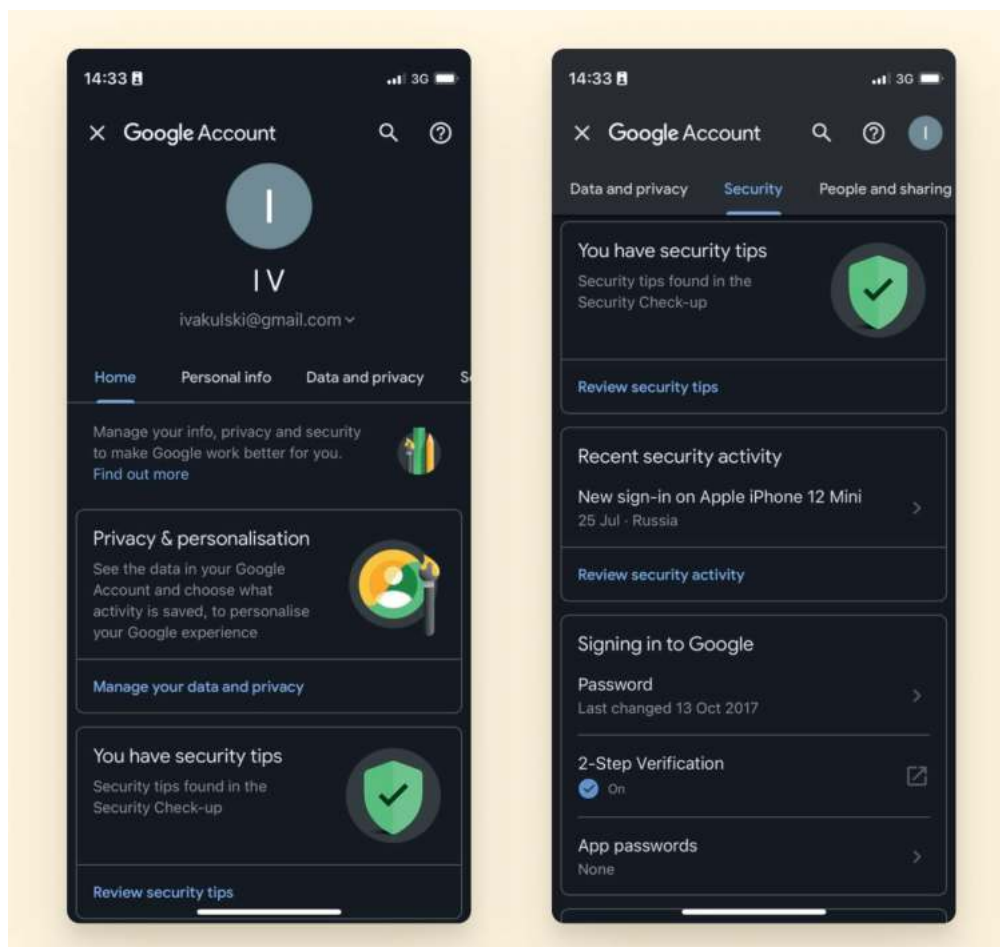 14:33
3G
Google Account
I
I V
ivakulski@gmail.com
Home Personal info Data and privacy S
Manage your info, privacy and security
to make Google work better for you.
Find out more
Privacy & personalisation
See the data in your Google
Account and choose what
activity is saved, to personalise
your Google experience
Manage your data and privacy
You have security tips
Security tips found in the
Security Check-up
Review security tips
14:33
3G
Google Account
I
Data and privacy Security People and sharing
You have security tips
Security tips found in the
Security Check-up
Review security tips
Recent security activity
New sign-in on Apple iPhone 12 Mini
25 Jul · Russia
Review security activity
Signing in to Google
Password
Last changed 13 Oct 2017
2-Step Verification
On
App passwords
None